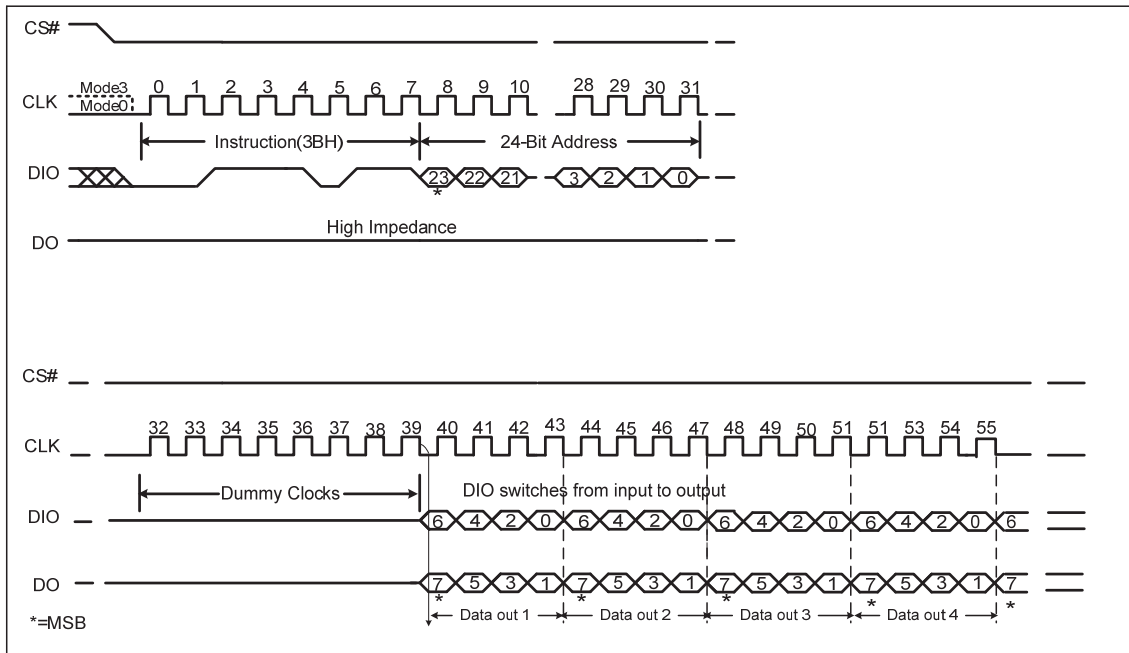 CS#
Mode3
Mode0
CLK
0 1 2 3 4 5 6 7 8 9 10 28 29 30 31
Instruction(3BH) 24-Bit Address
DIO
23 22 21 3 2 1 0
*
High Impedance
DO
CS#
32 33 34 35 36 37 38 39 40 41 42 43 44 45 46 47 48 49 50 51 51 53 54 55
CLK
Dummy Clocks DIO switches from input to output
DIO
6 4 2 0 6 4 2 0 6 4 2 0 6 4 2 0 6
DO
7 5 3 1 7 5 3 1 7 5 3 1 7 5 3 1 7
* * * * *
Data out 1 Data out 2 Data out 3 Data out 4
*=MSB